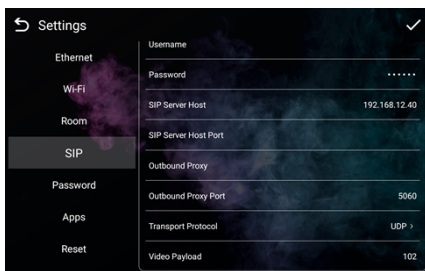 Settings
Ethernet
Wi-Fi
Room
SIP
Password
Apps
Reset
Username
Password ······
SIP Server Host 192.168.12.40
SIP Server Host Port
Outbound Proxy
Outbound Proxy Port 5060
Transport Protocol UDP >
Video Payload 102